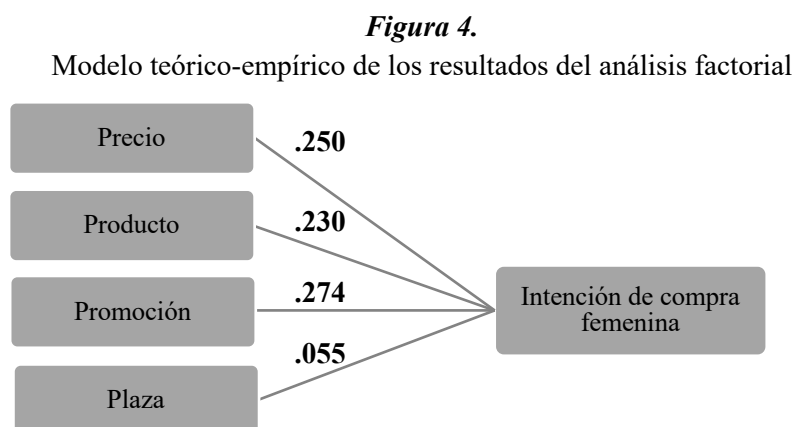 Figura 4.
Modelo teórico-empírico de los resultados del análisis factorial
Precio
.250
Producto
.230
Promoción
.274
Plaza
.055
Intención de compra
femenina